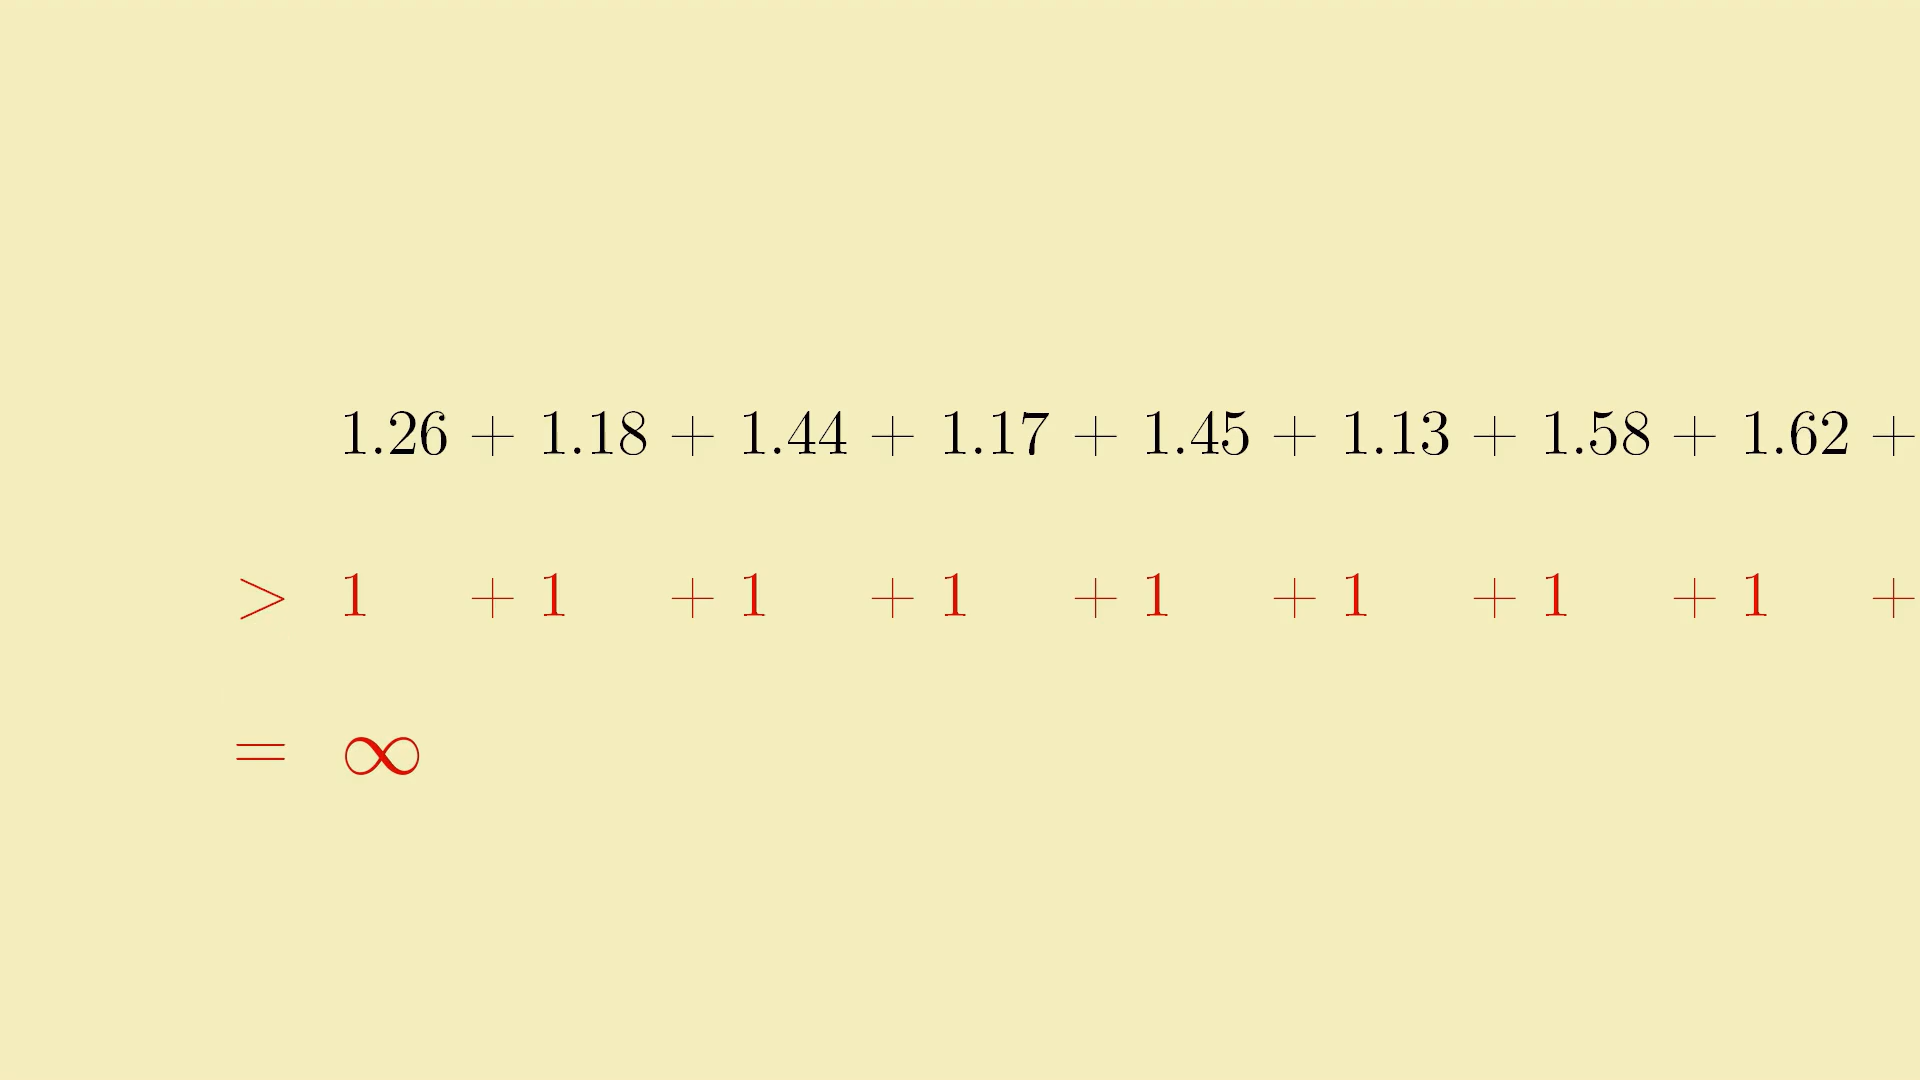 1.26 + 1.18 + 1.44 + 1.17 + 1.45 + 1.13 + 1.58 + 1.62 +
> 1 + 1 + 1 + 1 + 1 + 1 + 1 + 1 +
= ∞